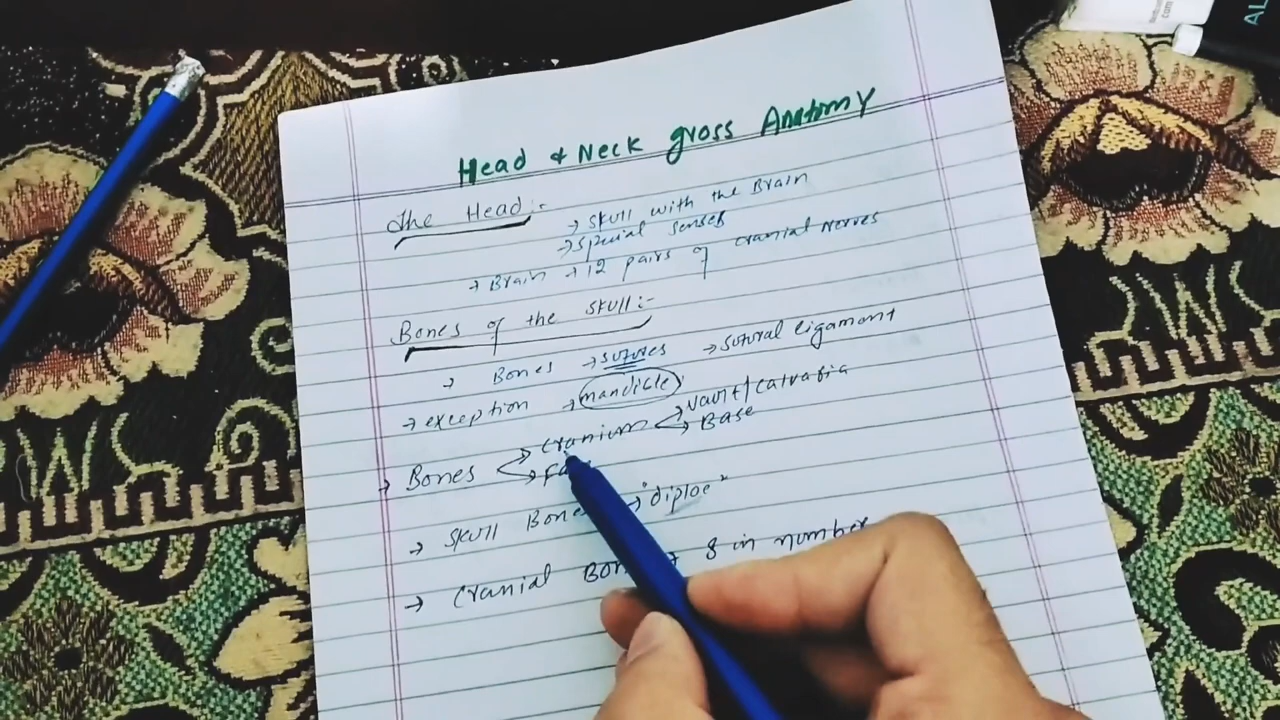 Head & Neck gross Anatomy
The Head :-
→ Skull with the Brain
→ Special senses
→ Brain → 12 pairs of cranial nerves
Bones of the skull :-
→ Bones → sutures → sutural ligament
→ exception → mandible
→ Vault/Calvaria
→ Bones → Cranium → Base
→ Skull Bones → "diploe"
→ Cranial 8 in number